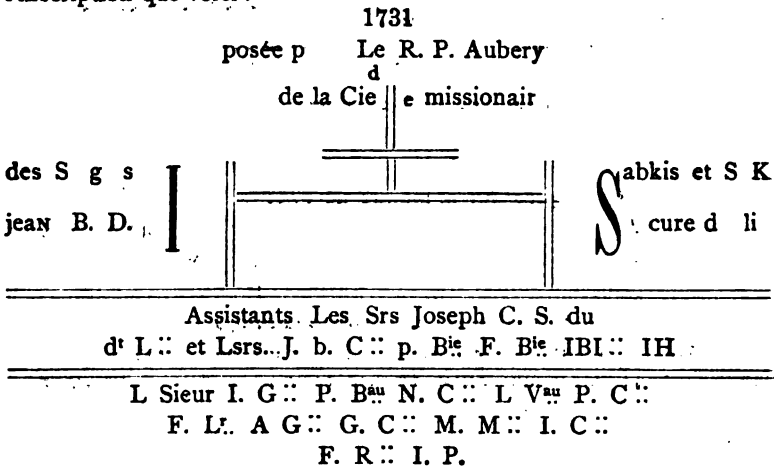 1731
posée p Le R. P. Aubery
d
de la Cie e missionair
des S g s I H S abkis et S K
jean B. D. cure d li
Assistants Les Srs Joseph C. S. du
dᵗ L :: et Lsrs... J. b. C :: p. Bie F. Bie IBI :: IH
L Sieur I. G :: P. Bau N. C :: L Vau P. C ::
F. Lr. A G :: G. C :: M. M :: I. C ::
F. R :: I. P.